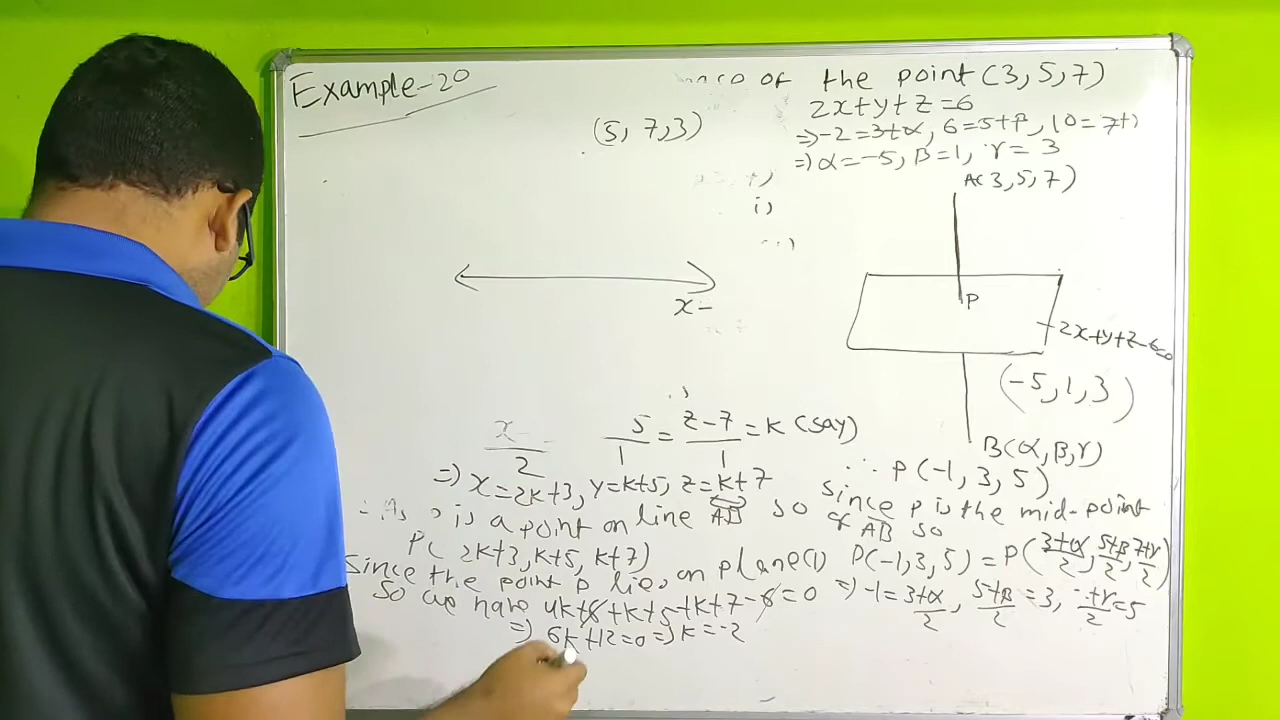 Example-20
of the point (3, 5, 7)
2x+y+z=6
(5, 7, 3)
⇒ -2=3+α, 6=5+β, 10=7+γ
⇒ α=-5, β=1, γ=3
A(3, 5, 7)
is
x-
P
2x+y+z-6=0
(-5, 1, 3)
B(α, β, γ)
x- /2 5/1 = z-7/1 = k (say)
⇒ x=2k+3, y=k+5, z=k+7
∴ P(-1, 3, 5)
∴ As is a point on line AB so
P(2k+3, k+5, k+7)
Since the point P lies on plane (1)
So we have 4k+6+k+5+k+7-6=0
⇒ 6k+12=0 ⇒ k=-2
since P is the mid-point
of AB so
P(-1, 3, 5) = P(3+α/2, 5+β/2, 7+γ/2)
⇒ -1=3+α/2, 5+β/2=3, +γ/2=5